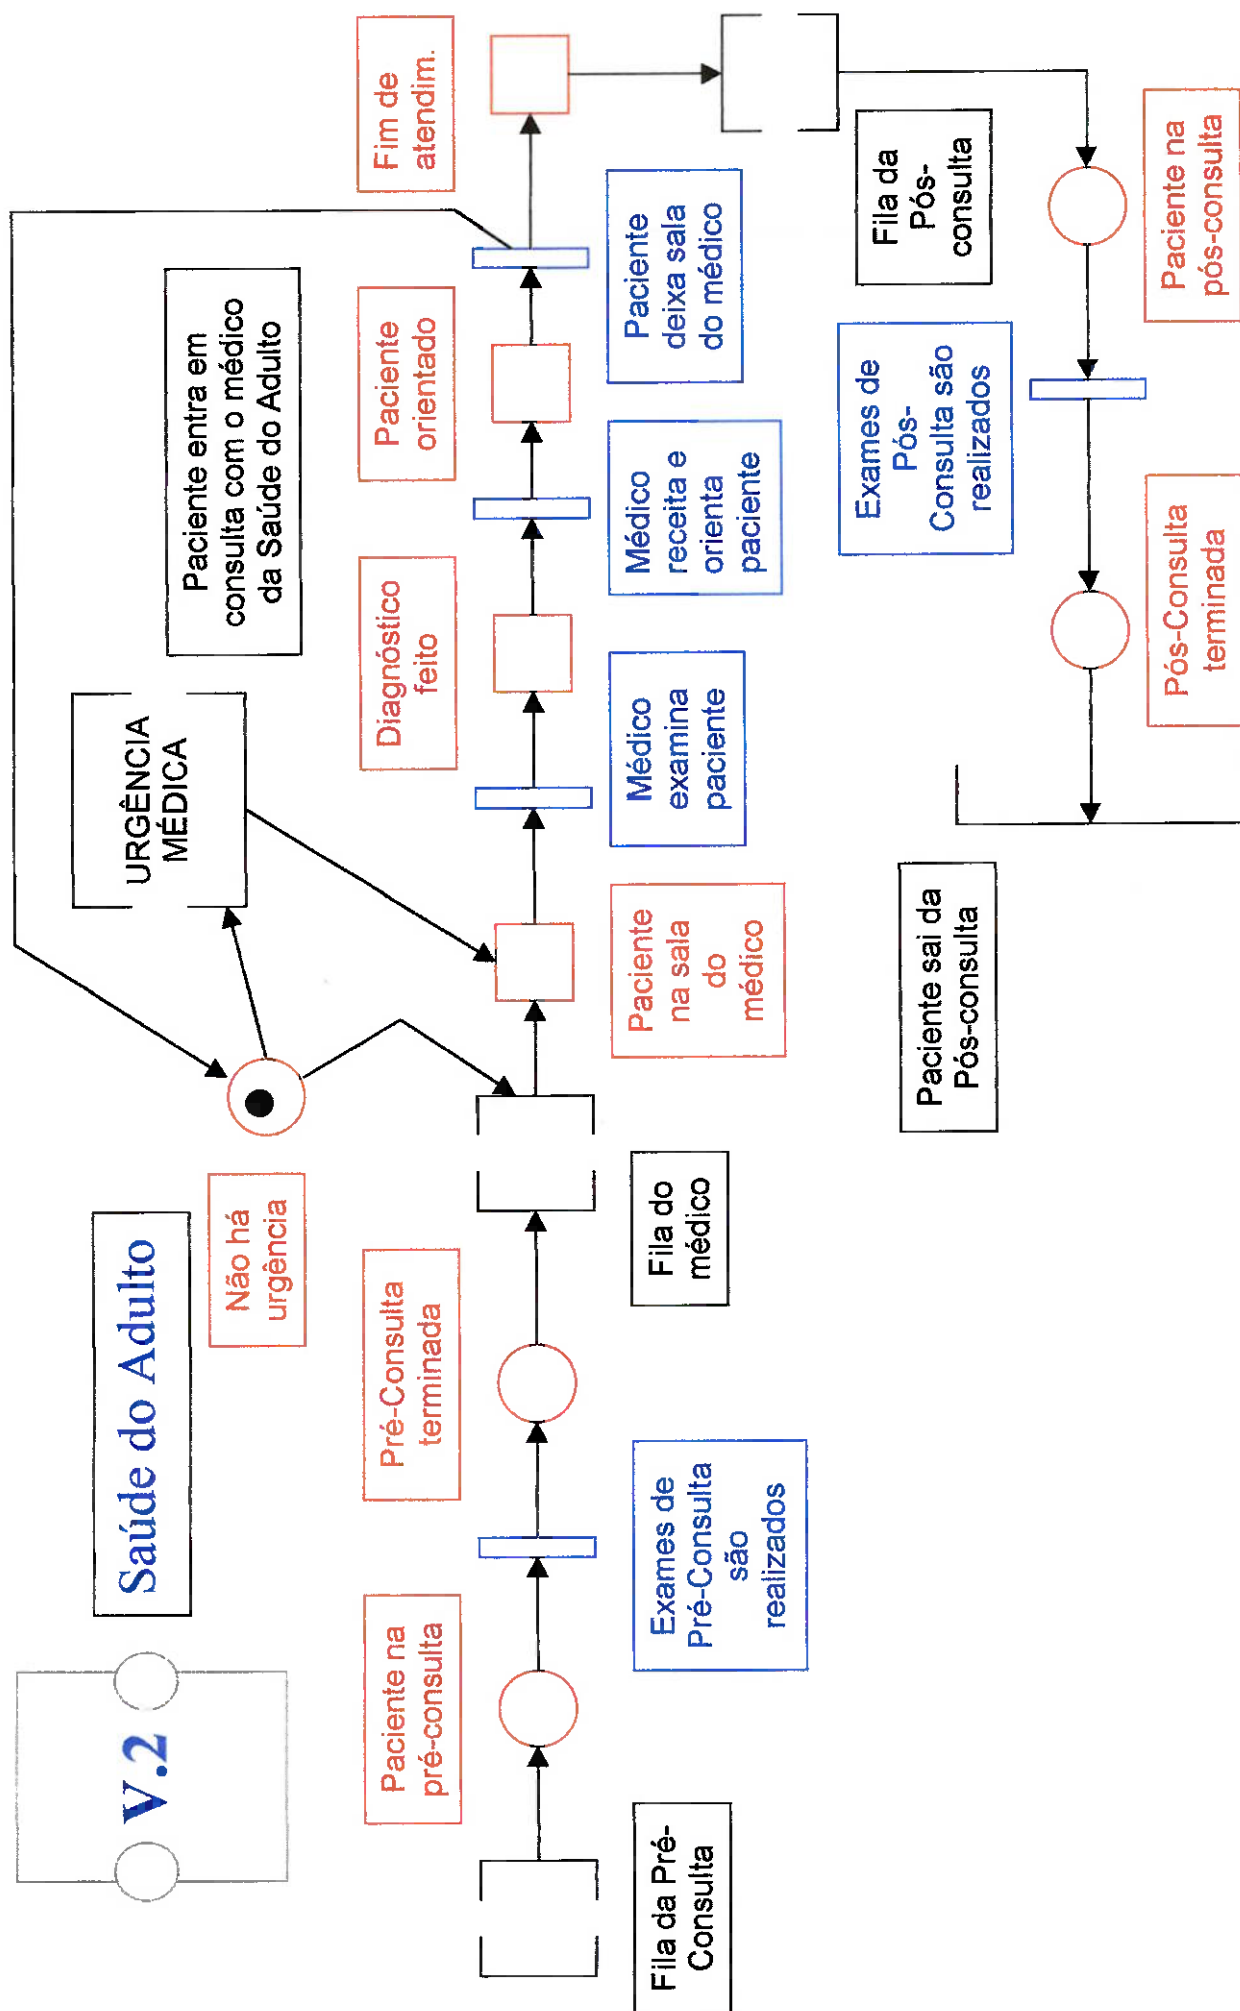 V.2
Saúde do Adulto
Não há
urgência
URGÊNCIA
MÉDICA
Paciente entra em
consulta com o médico
da Saúde do Adulto
Paciente na
pré-consulta
Pré-Consulta
terminada
Diagnóstico
feito
Paciente
orientado
Fim de
atendim.
Fila da Pré-
Consulta
Exames de
Pré-Consulta
são
realizados
Fila do
médico
Paciente
na sala
do
médico
Médico
examina
paciente
Médico
receita e
orienta
paciente
Paciente
deixa sala
do médico
Fila da
Pós-
consulta
Exames de
Pós-
Consulta são
realizados
Paciente sai da
Pós-consulta
Pós-Consulta
terminada
Paciente na
pós-consulta